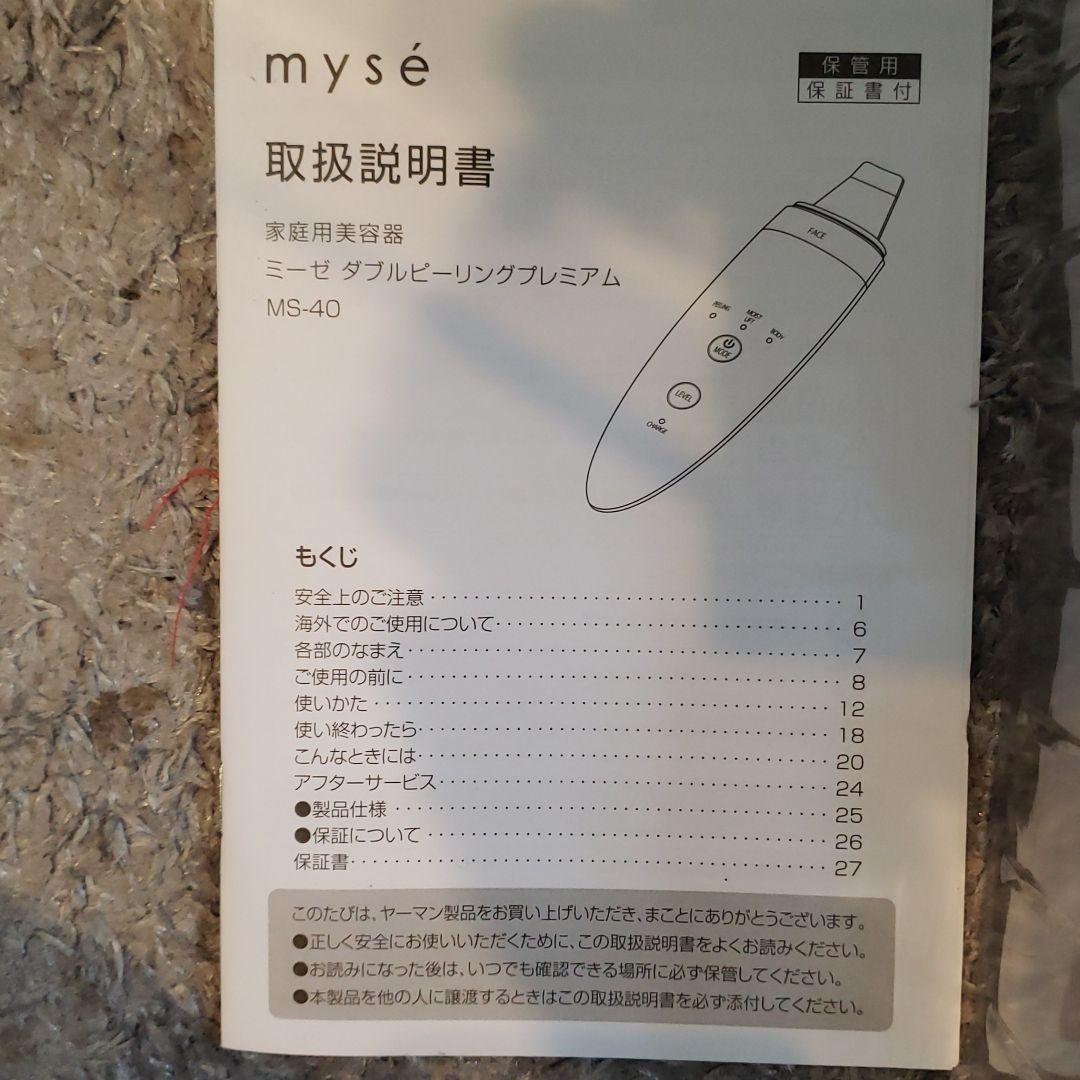 mysé
保管用
保証書付
取扱説明書
家庭用美容器
ミーゼ ダブルピーリングプレミアム
MS-40
FACE
PEELING
MOIST
LIFT
BODY
MODE
LEVEL
CHARGE
もくじ
安全上のご注意 1
海外でのご使用について 6
各部のなまえ 7
ご使用の前に 8
使いかた 12
使い終わったら 18
こんなときには 20
アフターサービス 24
●製品仕様 25
●保証について 26
保証書 27
このたびは、ヤーマン製品をお買い上げいただき、まことにありがとうございます。
●正しく安全にお使いいただくために、この取扱説明書をよくお読みください。
●お読みになった後は、いつでも確認できる場所に必ず保管してください。
●本製品を他の人に譲渡するときはこの取扱説明書を必ず添付してください。